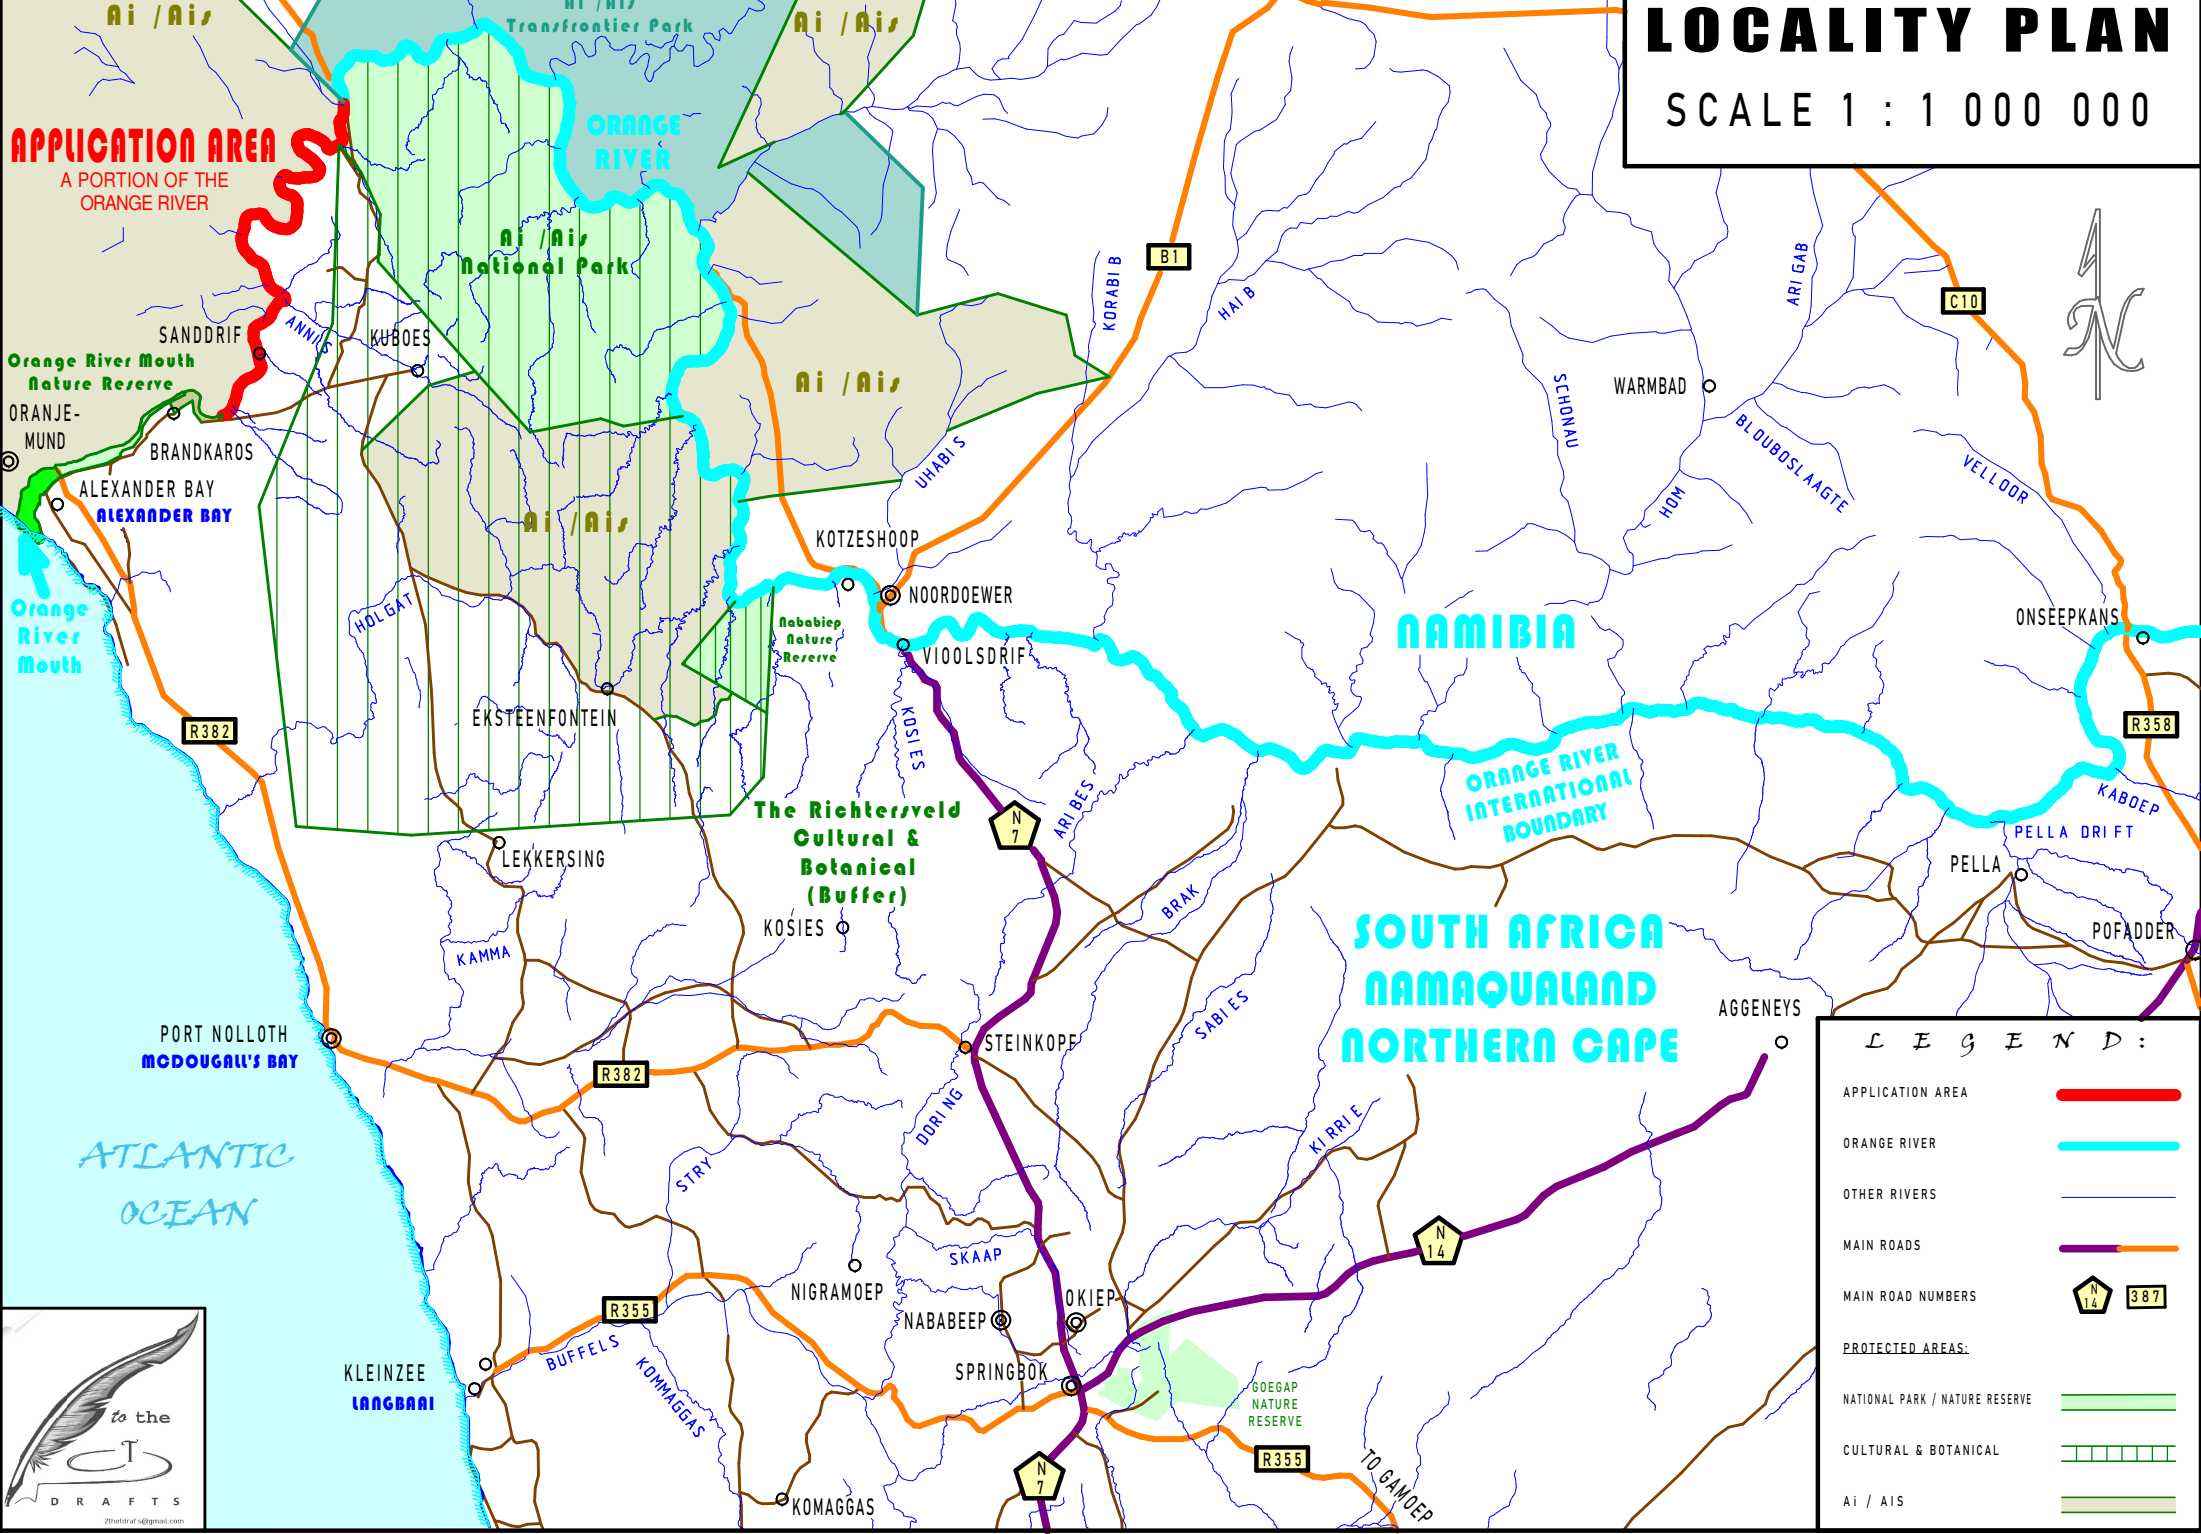 LOCALITY PLAN
SCALE 1 : 1 000 000
Ai /Ais
Ai /Ais
Transfrontier Park
Ai /Ais
APPLICATION AREA
A PORTION OF THE
ORANGE RIVER
ORANGE
RIVER
Ai /Ais
National Park
B1
KORABIB
HAIB
ARIGAB
C10
N
SANDDRIF
ANNIS
KUBOES
Orange River Mouth
Nature Reserve
ORANJE-
MUND
BRANDKAROS
ALEXANDER BAY
ALEXANDER BAY
Ai /Ais
UHABIS
SCHONAU
WARMBAD
BLOUBOSLAAGTE
HOM
VELLOOR
Ai /Ais
KOTZESHOOP
NOORDOEWER
Orange
River
Mouth
HOLGAT
Nababiep
Nature
Reserve
VIOOLSDRIF
NAMIBIA
ONSEEPKANS
R382
EKSTEENFONTEIN
KOSIES
R358
ORANGE RIVER
INTERNATIONAL
BOUNDARY
KABOEP
The Richtersveld
Cultural &
Botanical
(Buffer)
N
7
ARIBES
PELLA DRIFT
LEKKERSING
PELLA
BRAK
KOSIES
KAMMA
SOUTH AFRICA
NAMAQUALAND
NORTHERN CAPE
POFADDER
SABIES
AGGENEYS
PORT NOLLOTH
MCDOUGALL'S BAY
STEINKOPF
R382
DORING
KIRRIE
STRY
ATLANTIC
OCEAN
SKAAP
N
14
NIGRAMOEP
NABABEEP
OKIEP
R355
BUFFELS
KOMMAGGAS
KLEINZEE
LANGBAAI
SPRINGBOK
GOEGAP
NATURE
RESERVE
R355
TO GAMOEP
N
7
KOMAGGAS
LEGEND:
APPLICATION AREA
ORANGE RIVER
OTHER RIVERS
MAIN ROADS
MAIN ROAD NUMBERS
N
14
387
PROTECTED AREAS:
NATIONAL PARK / NATURE RESERVE
CULTURAL & BOTANICAL
Ai / AIS
to the
T
DRAFTS